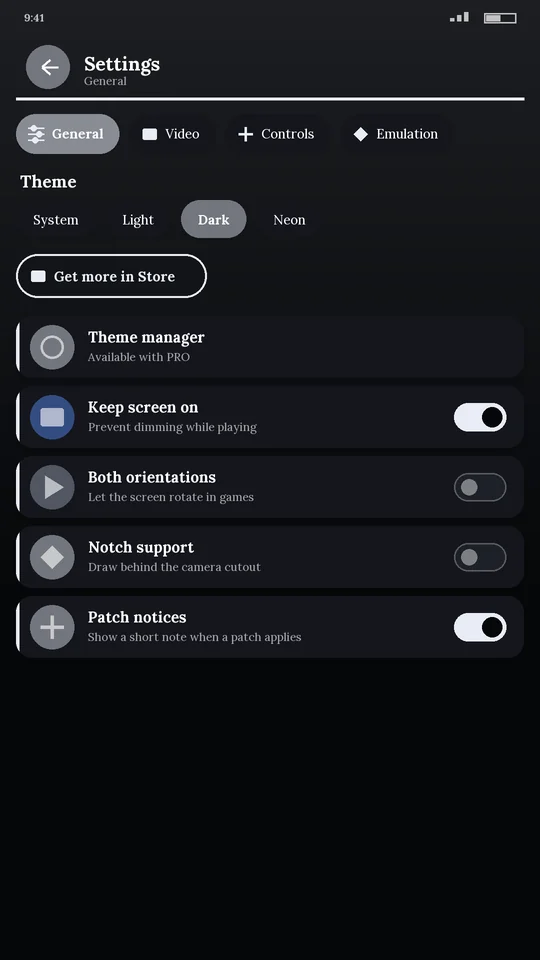 9:41
Settings
General
General
Video
Controls
Emulation
Theme
System
Light
Dark
Neon
Get more in Store
Theme manager
Available with PRO
Keep screen on
Prevent dimming while playing
Both orientations
Let the screen rotate in games
Notch support
Draw behind the camera cutout
Patch notices
Show a short note when a patch applies